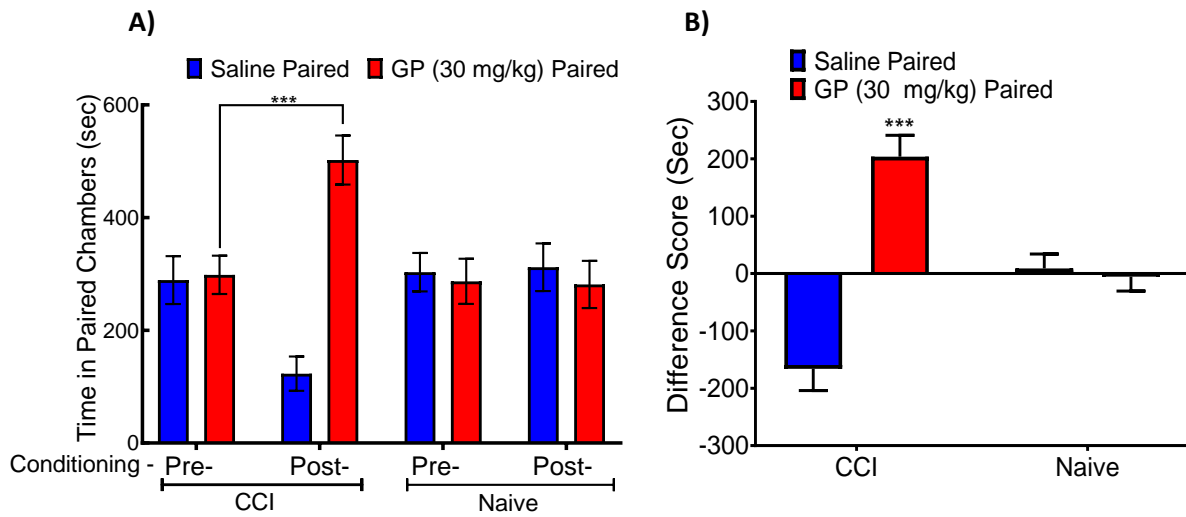 A)
Saline Paired GP (30 mg/kg) Paired
Time in Paired Chambers (sec)
600
400
200
0
***
Conditioning - Pre- Post- Pre- Post-
CCI Naive
B)
Saline Paired
GP (30 mg/kg) Paired
Difference Score (Sec)
300
200
100
0
-100
-200
-300
***
CCI Naive